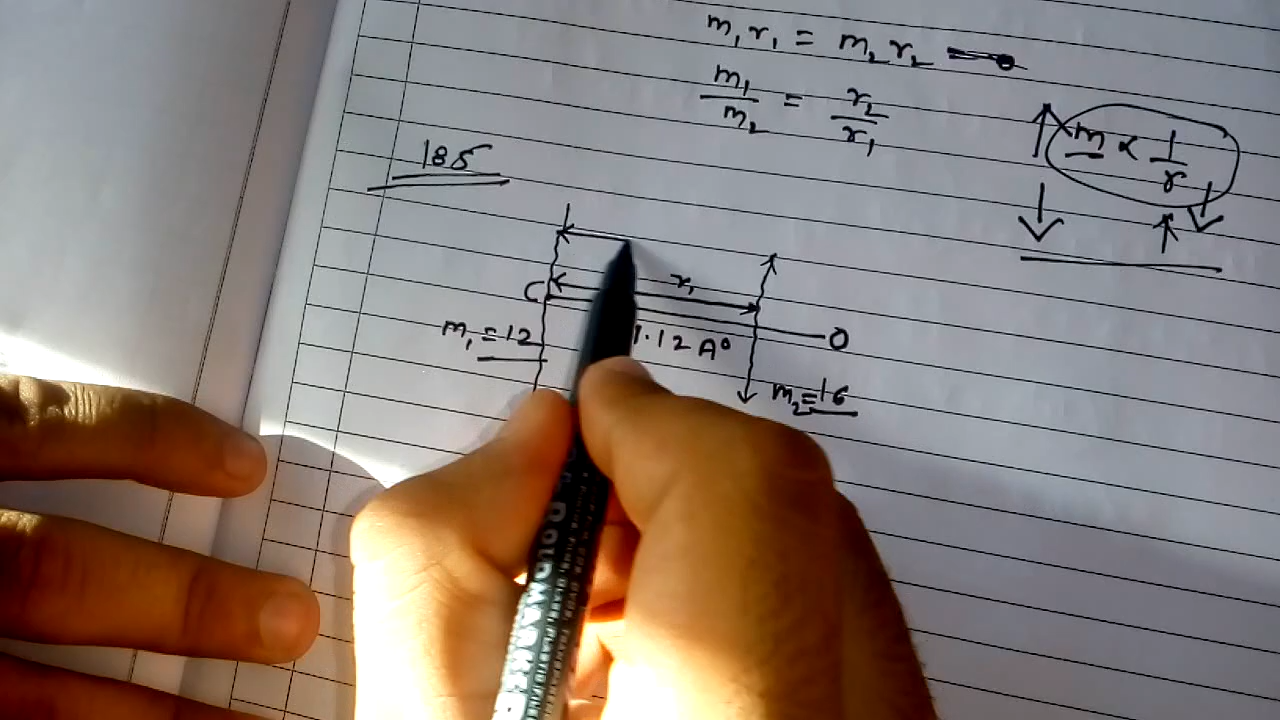 m₁r₁ = m₂r₂
m₁/m₂ = r₂/r₁
m ∝ 1/r
185
r₁
C
m₁=12
1.12 A°
O
m₂=16